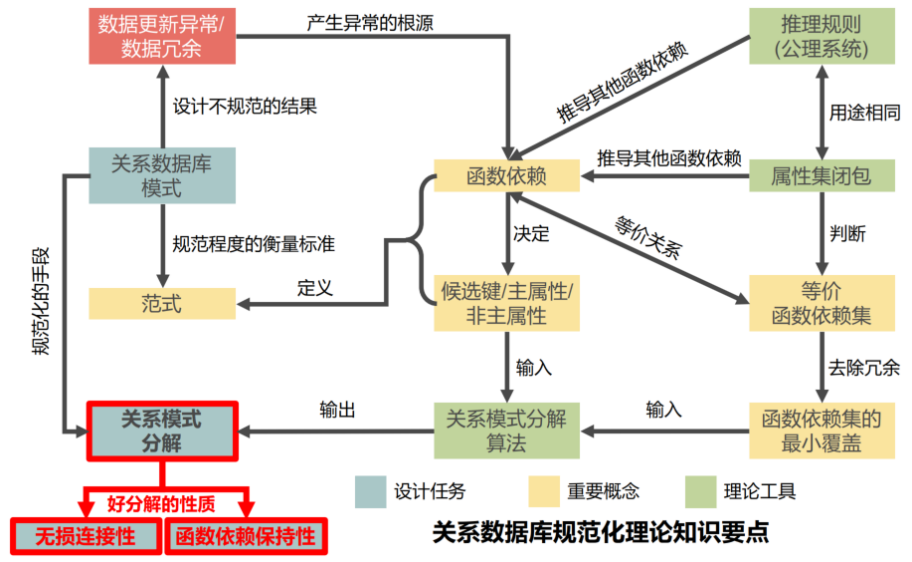 数据更新异常/
数据冗余
产生异常的根源
推理规则
(公理系统)
推导其他函数依赖
设计不规范的结果
用途相同
关系数据库
模式
函数依赖
推导其他函数依赖
属性集闭包
规范化的手段
规范程度的衡量标准
决定
等价关系
判断
范式
定义
候选键/主属性/
非主属性
等价
函数依赖集
输入
去除冗余
关系模式
分解
输出
关系模式分解
算法
输入
函数依赖集的
最小覆盖
好分解的性质
设计任务
重要概念
理论工具
无损连接性
函数依赖保持性
关系数据库规范化理论知识要点